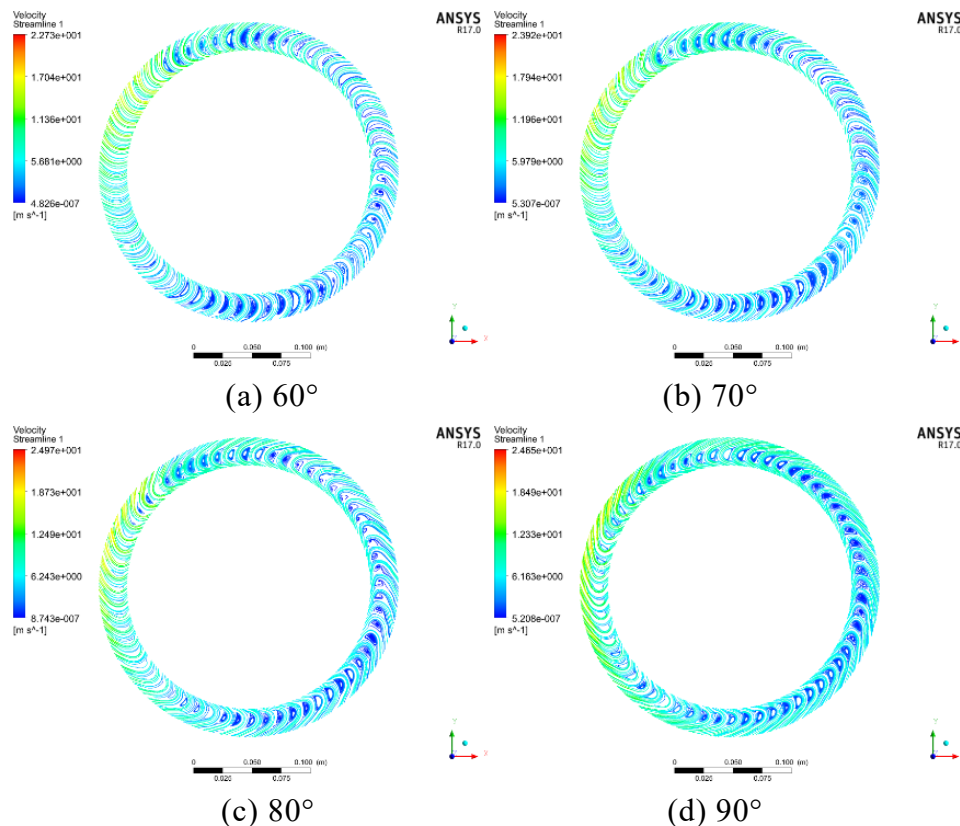 Velocity
Streamline 1
2.273e+001
1.704e+001
1.136e+001
5.681e+000
4.826e-007
[m s^-1]
ANSYS
R17.0
Y
X
0 0.050 0.100 (m)
0.025 0.075
(a) 60°
Velocity
Streamline 1
2.392e+001
1.794e+001
1.196e+001
5.979e+000
5.307e-007
[m s^-1]
ANSYS
R17.0
Y
0 0.050 0.100 (m)
0.025 0.075
(b) 70°
Velocity
Streamline 1
2.497e+001
1.873e+001
1.249e+001
6.243e+000
8.743e-007
[m s^-1]
ANSYS
R17.0
Y
X
0 0.050 0.100 (m)
0.025 0.075
(c) 80°
Velocity
Streamline 1
2.465e+001
1.849e+001
1.233e+001
6.163e+000
5.208e-007
[m s^-1]
ANSYS
R17.0
Y
0 0.050 0.100 (m)
0.025 0.075
(d) 90°